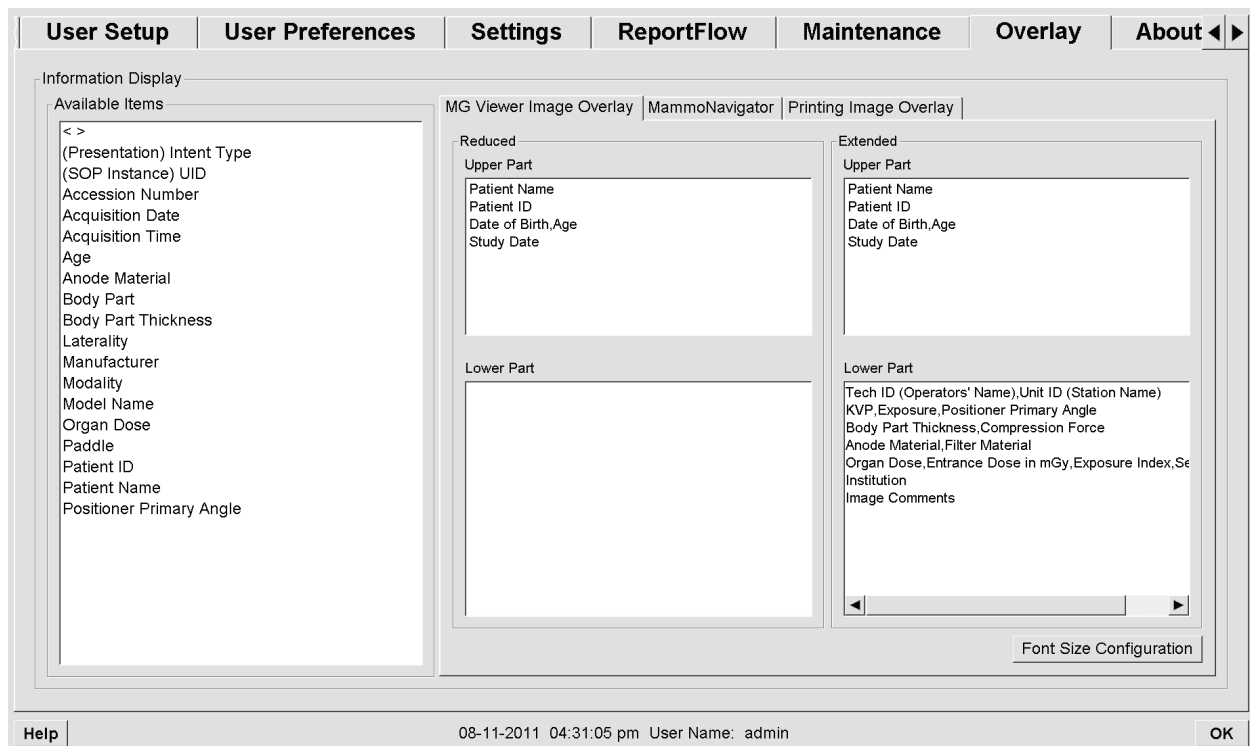 User Setup User Preferences Settings ReportFlow Maintenance Overlay About
Information Display
Available Items
< >
(Presentation) Intent Type
(SOP Instance) UID
Accession Number
Acquisition Date
Acquisition Time
Age
Anode Material
Body Part
Body Part Thickness
Laterality
Manufacturer
Modality
Model Name
Organ Dose
Paddle
Patient ID
Patient Name
Positioner Primary Angle
MG Viewer Image Overlay MammoNavigator Printing Image Overlay
Reduced
Upper Part
Patient Name
Patient ID
Date of Birth,Age
Study Date
Lower Part
Extended
Upper Part
Patient Name
Patient ID
Date of Birth,Age
Study Date
Lower Part
Tech ID (Operators' Name),Unit ID (Station Name)
KVP,Exposure,Positioner Primary Angle
Body Part Thickness,Compression Force
Anode Material,Filter Material
Organ Dose,Entrance Dose in mGy,Exposure Index,Se
Institution
Image Comments
Font Size Configuration
Help 08-11-2011 04:31:05 pm User Name: admin OK